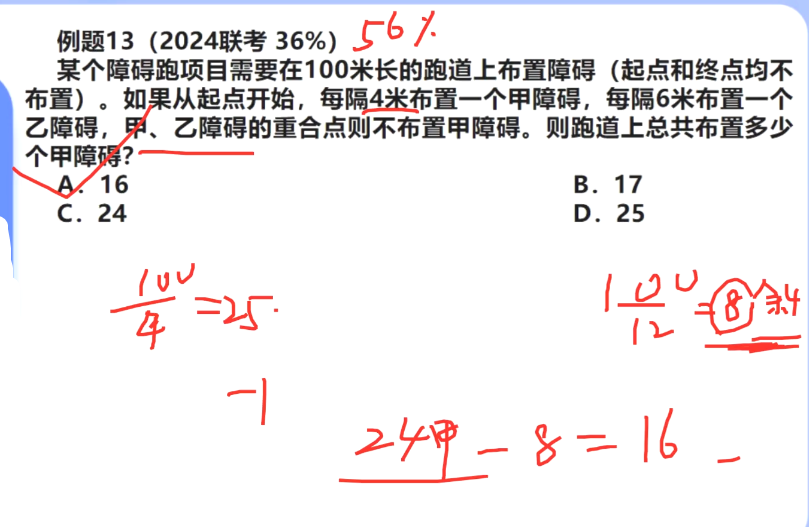 例题13（2024联考 36%） 56%
某个障碍跑项目需要在100米长的跑道上布置障碍（起点和终点均不
布置）。如果从起点开始，每隔4米布置一个甲障碍，每隔6米布置一个
乙障碍，甲、乙障碍的重合点则不布置甲障碍。则跑道上总共布置多少
个甲障碍？
A. 16 B. 17
C. 24 D. 25
100/4=25 100/12=8余4
-1
24甲-8=16